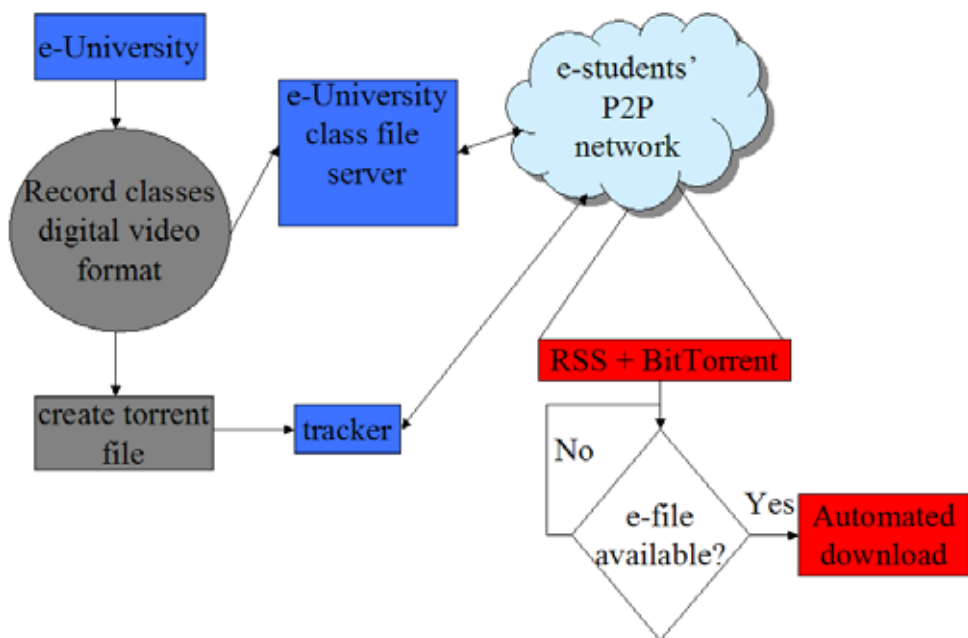 e-University
Record classes
digital video
format
create torrent
file
e-University
class file
server
tracker
e-students’
P2P
network
RSS + BitTorrent
No
e-file
available?
Yes
Automated
download